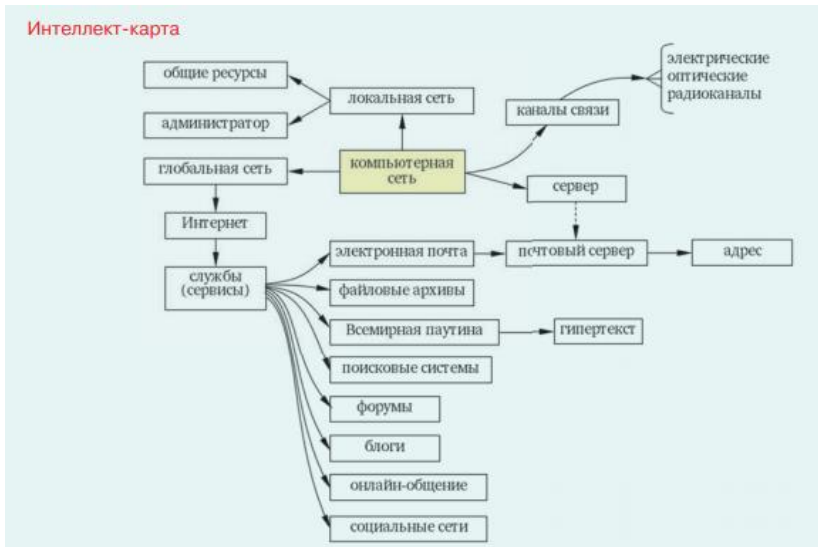 Интеллект-карта
общие ресурсы
администратор
локальная сеть
каналы связи
электрические
оптические
радиоканалы
глобальная сеть
компьютерная
сеть
сервер
Интернет
службы
(сервисы)
электронная почта
почтовый сервер
адрес
файловые архивы
Всемирная паутина
гипертекст
поисковые системы
форумы
блоги
онлайн-общение
социальные сети